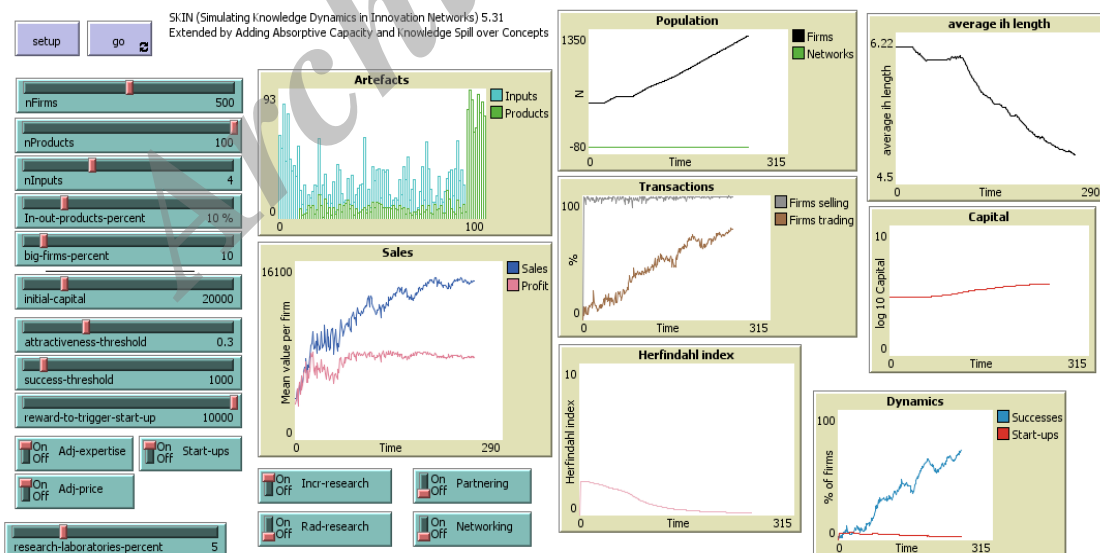 SKIN (Simulating Knowledge Dynamics in Innovation Networks) 5.31
Extended by Adding Absorptive Capacity and Knowledge Spill over Concepts
setup
go
nFirms 500
nProducts 100
nInputs 4
In-out-products-percent 10 %
big-firms-percent 10
initial-capital 20000
attractiveness-threshold 0.3
success-threshold 1000
reward-to-trigger-start-up 10000
On
Off
Adj-expertise
On
Off
Start-ups
On
Off
Adj-price
research-laboratories-percent 5
Artefacts
93
0
0
100
Inputs
Products
Sales
16100
Mean value per firm
0
0
Time
290
Sales
Profit
On
Off
Incr-research
On
Off
Partnering
On
Off
Rad-research
On
Off
Networking
Population
1350
N
-80
0
Time
315
Firms
Networks
Transactions
100
%
0
0
Time
315
Firms selling
Firms trading
Herfindahl index
10
Herfindahl index
0
0
Time
315
average ih length
6.22
average ih length
4.5
0
Time
290
Capital
10
log 10 Capital
0
0
Time
315
Dynamics
100
% of firms
0
0
Time
315
Successes
Start-ups
Arch